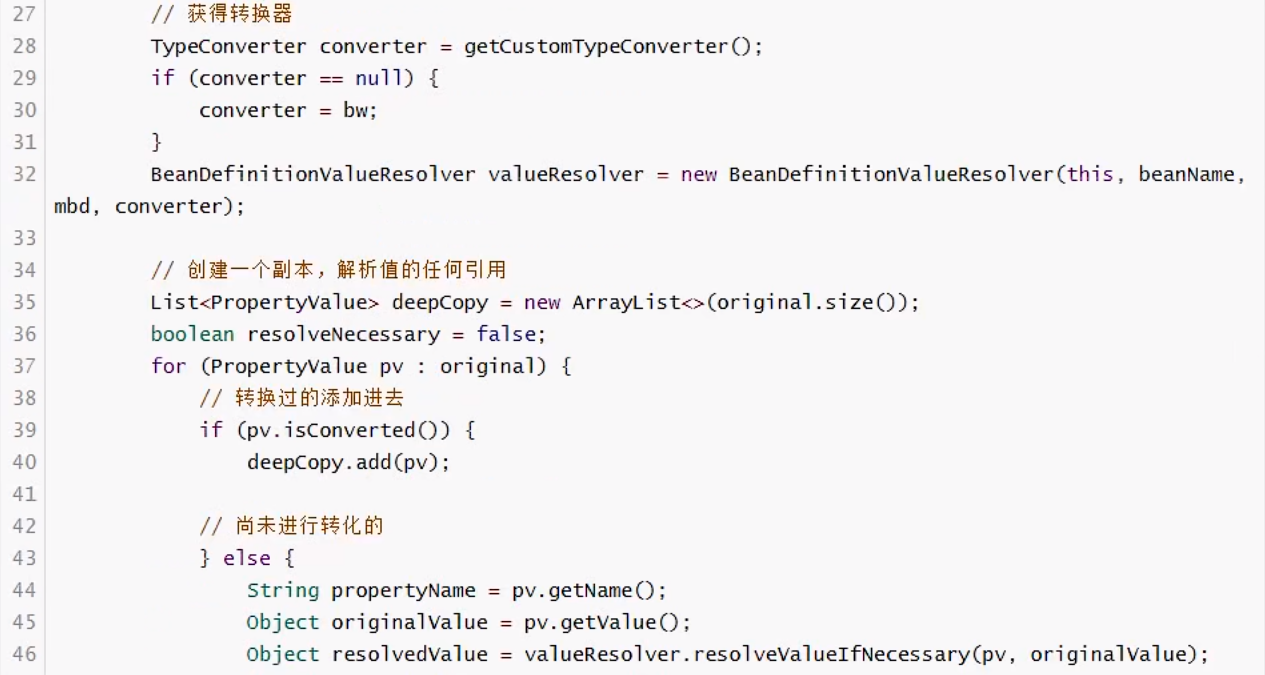 27         // 获得转换器
28         TypeConverter converter = getCustomTypeConverter();
29         if (converter == null) {
30             converter = bw;
31         }
32         BeanDefinitionValueResolver valueResolver = new BeanDefinitionValueResolver(this, beanName,
mbd, converter);
33
34         // 创建一个副本，解析值的任何引用
35         List<PropertyValue> deepCopy = new ArrayList<>(original.size());
36         boolean resolveNecessary = false;
37         for (PropertyValue pv : original) {
38             // 转换过的添加进去
39             if (pv.isConverted()) {
40                 deepCopy.add(pv);
41
42             // 尚未进行转化的
43             } else {
44                 String propertyName = pv.getName();
45                 Object originalValue = pv.getValue();
46                 Object resolvedValue = valueResolver.resolveValueIfNecessary(pv, originalValue);